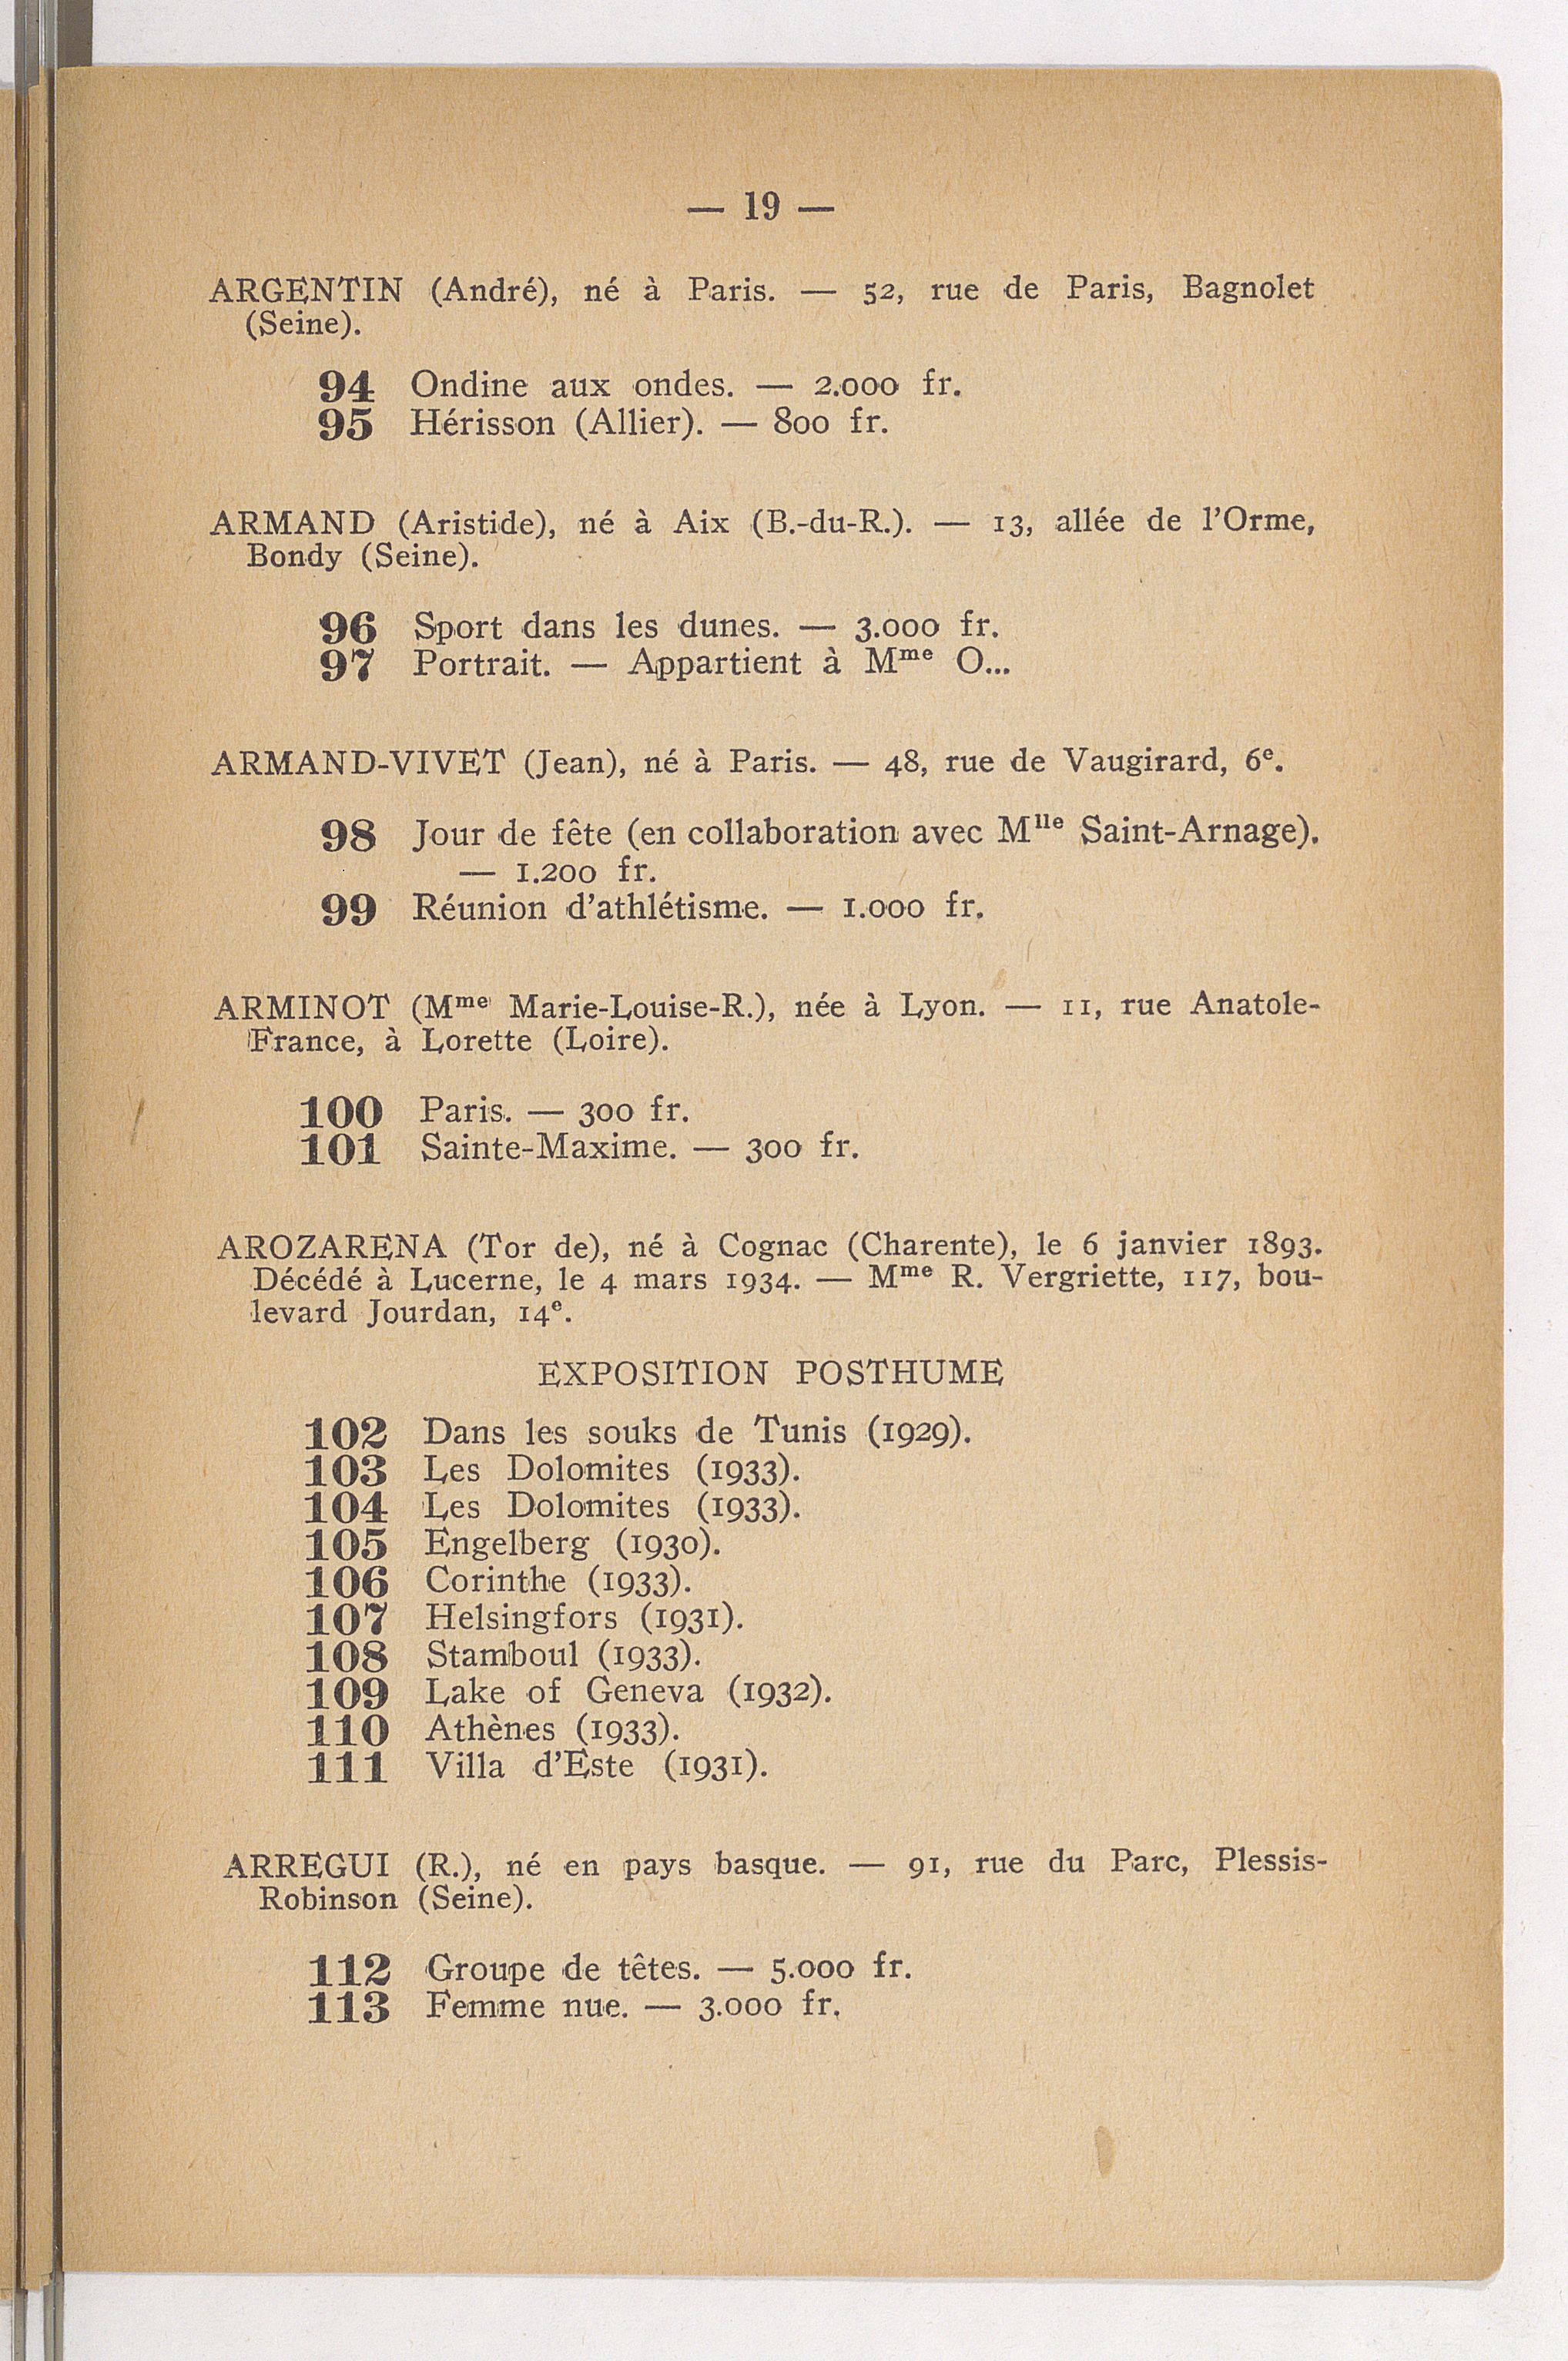 — 19 —
ARGENTIN (André), né à Paris. — 52, rue de Paris, Bagnolet
(Seine).
94 Ondine aux ondes. — 2.000 fr.
95 Hérisson (Allier). — 800 fr.
ARMAND (Aristide), né à Aix (B.-du-R.). — 13, allée de l'Orme,
Bondy (Seine).
96 Sport dans les dunes. — 3.000 fr.
97 Portrait. — Appartient à Mᵐᵉ O...
ARMAND-VIVET (Jean), né à Paris. — 48, rue de Vaugirard, 6ᵉ.
98 Jour de fête (en collaboration avec Mˡˡᵉ Saint-Arnage).
— 1.200 fr.
99 Réunion d'athlétisme. — 1.000 fr.
ARMINOT (Mᵐᵉ Marie-Louise-R.), née à Lyon. — 11, rue Anatole-
France, à Lorette (Loire).
100 Paris. — 300 fr.
101 Sainte-Maxime. — 300 fr.
AROZARENA (Tor de), né à Cognac (Charente), le 6 janvier 1893.
Décédé à Lucerne, le 4 mars 1934. — Mᵐᵉ R. Vergriette, 117, bou-
levard Jourdan, 14ᵉ.
EXPOSITION POSTHUME
102 Dans les souks de Tunis (1929).
103 Les Dolomites (1933).
104 Les Dolomites (1933).
105 Engelberg (1930).
106 Corinthe (1933).
107 Helsingfors (1931).
108 Stamboul (1933).
109 Lake of Geneva (1932).
110 Athènes (1933).
111 Villa d'Este (1931).
ARREGUI (R.), né en pays basque. — 91, rue du Parc, Plessis-
Robinson (Seine).
112 Groupe de têtes. — 5.000 fr.
113 Femme nue. — 3.000 fr.